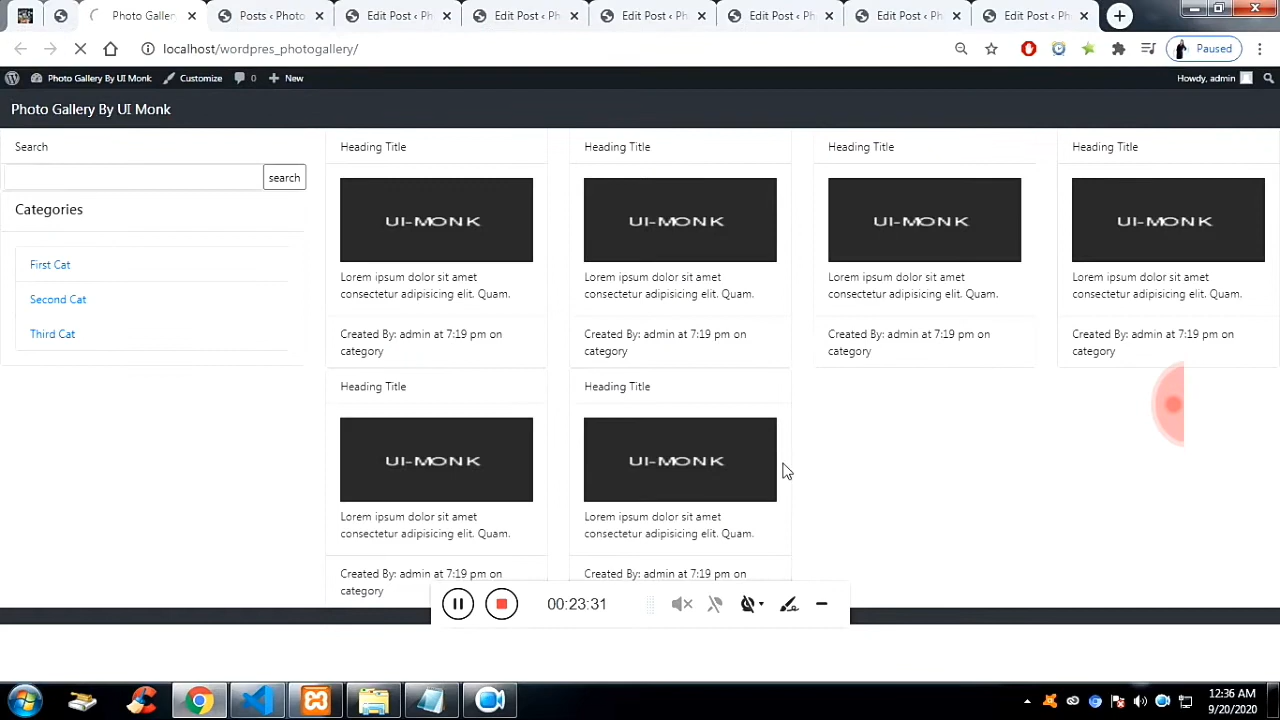 Photo Galler
Posts ‹ Photo
Edit Post ‹
Edit Post ‹ Ph
Edit Post ‹ Ph
Edit Post ‹ Ph
Edit Post ‹ Ph
Edit Post ‹ Ph
localhost/wordpres_photogallery/
Paused
Photo Gallery By UI Monk
Customize
0
New
Howdy, admin
Photo Gallery By UI Monk
Search
search
Categories
First Cat
Second Cat
Third Cat
Heading Title
UI-MONK
Lorem ipsum dolor sit amet
consectetur adipisicing elit. Quam.
Created By: admin at 7:19 pm on
category
Heading Title
UI-MONK
Lorem ipsum dolor sit amet
consectetur adipisicing elit. Quam.
Created By: admin at 7:19 pm on
category
Heading Title
UI-MONK
Lorem ipsum dolor sit amet
consectetur adipisicing elit. Quam.
Created By: admin at 7:19 pm on
category
Heading Title
UI-MONK
Lorem ipsum dolor sit amet
consectetur adipisicing elit. Quam.
Created By: admin at 7:19 pm on
category
Heading Title
UI-MONK
Lorem ipsum dolor sit amet
consectetur adipisicing elit. Quam.
Created By: admin at 7:19 pm on
category
Heading Title
UI-MONK
Lorem ipsum dolor sit amet
consectetur adipisicing elit. Quam.
Created By: admin at 7:19 pm on
00:23:31
12:36 AM
9/20/2020